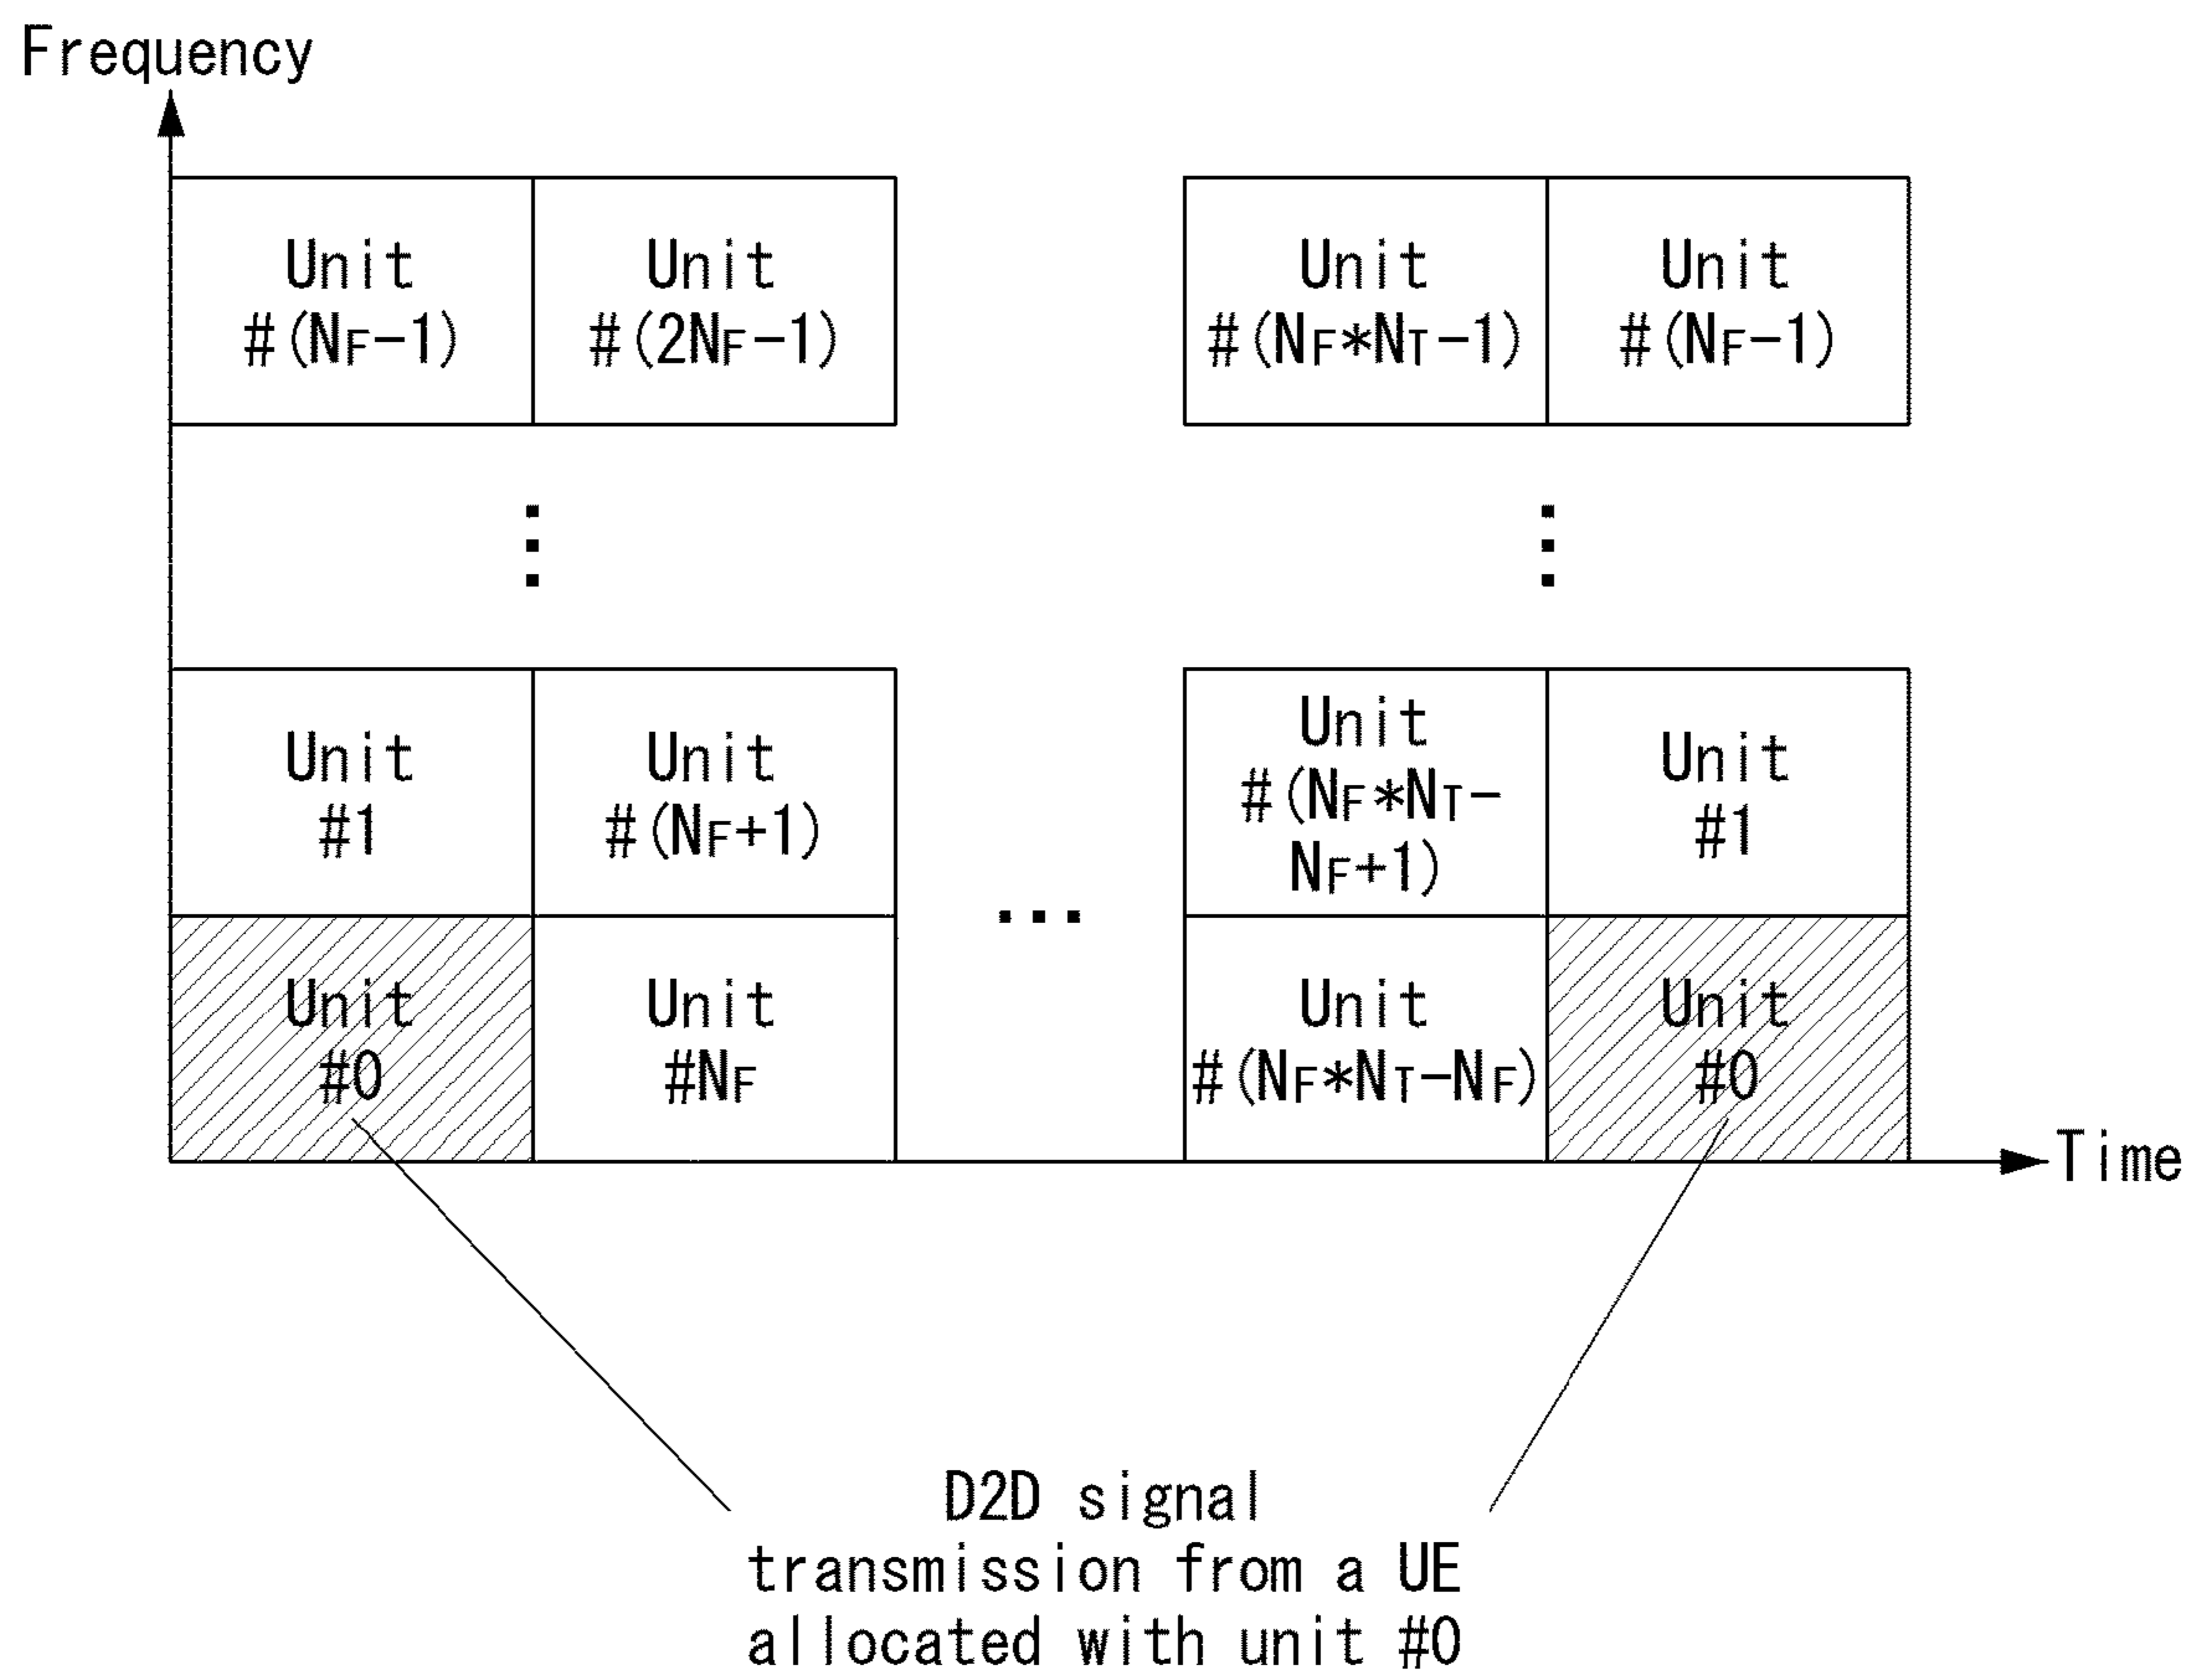 Frequency
Unit
#(NF-1)
Unit
#(2NF-1)
Unit
#(NF*NT-1)
Unit
#(NF-1)
Unit
#1
Unit
#(NF+1)
Unit
#(NF*NT-
NF+1)
Unit
#1
Unit
#0
Unit
#NF
Unit
#(NF*NT-NF)
Unit
#0
Time
D2D signal
transmission from a UE
allocated with unit #0